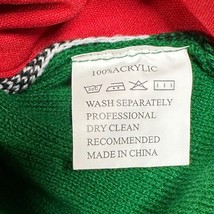 100%ACRYLIC
WASH SEPARATELY
PROFESSIONAL
DRY CLEAN
RECOMMENDED
MADE IN CHINA